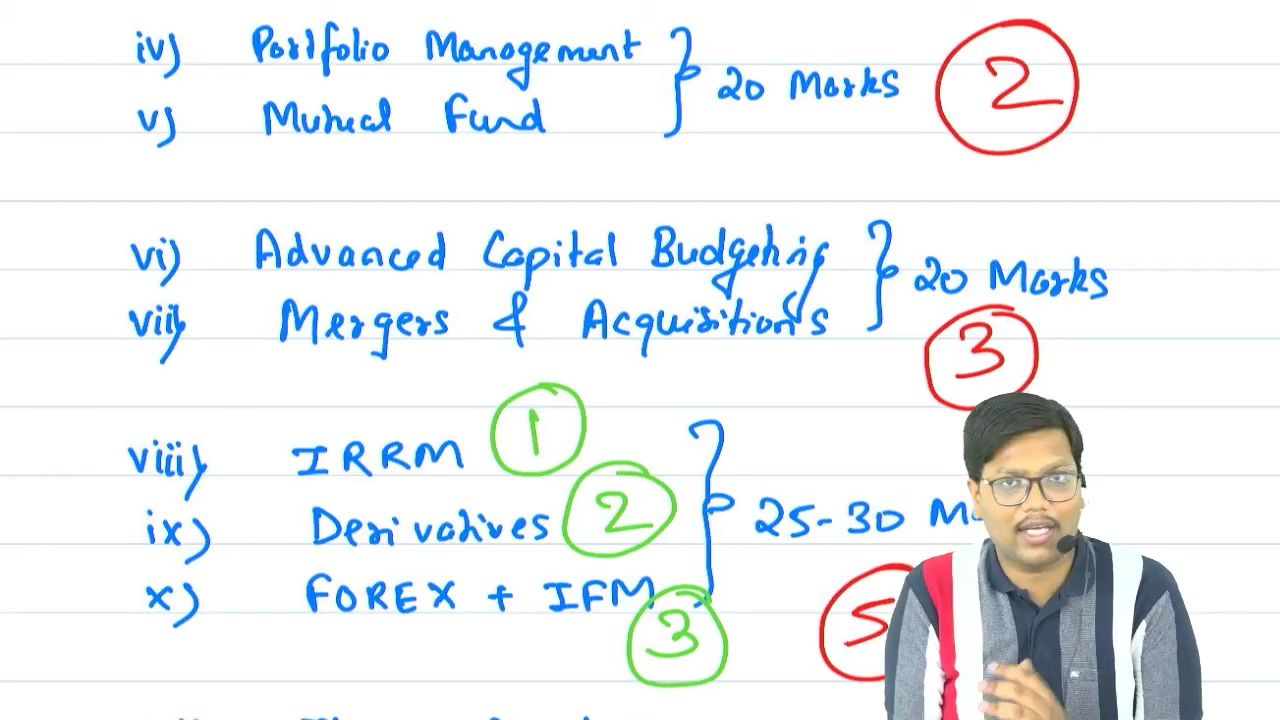 iv) Portfolio Management
v) Mutual Fund
20 Marks
2
vi) Advanced Capital Budgeting
vii) Mergers & Acquisitions
20 Marks
3
viii) IRRM 1
ix) Derivatives 2
x) FOREX + IFM 3
25-30
5